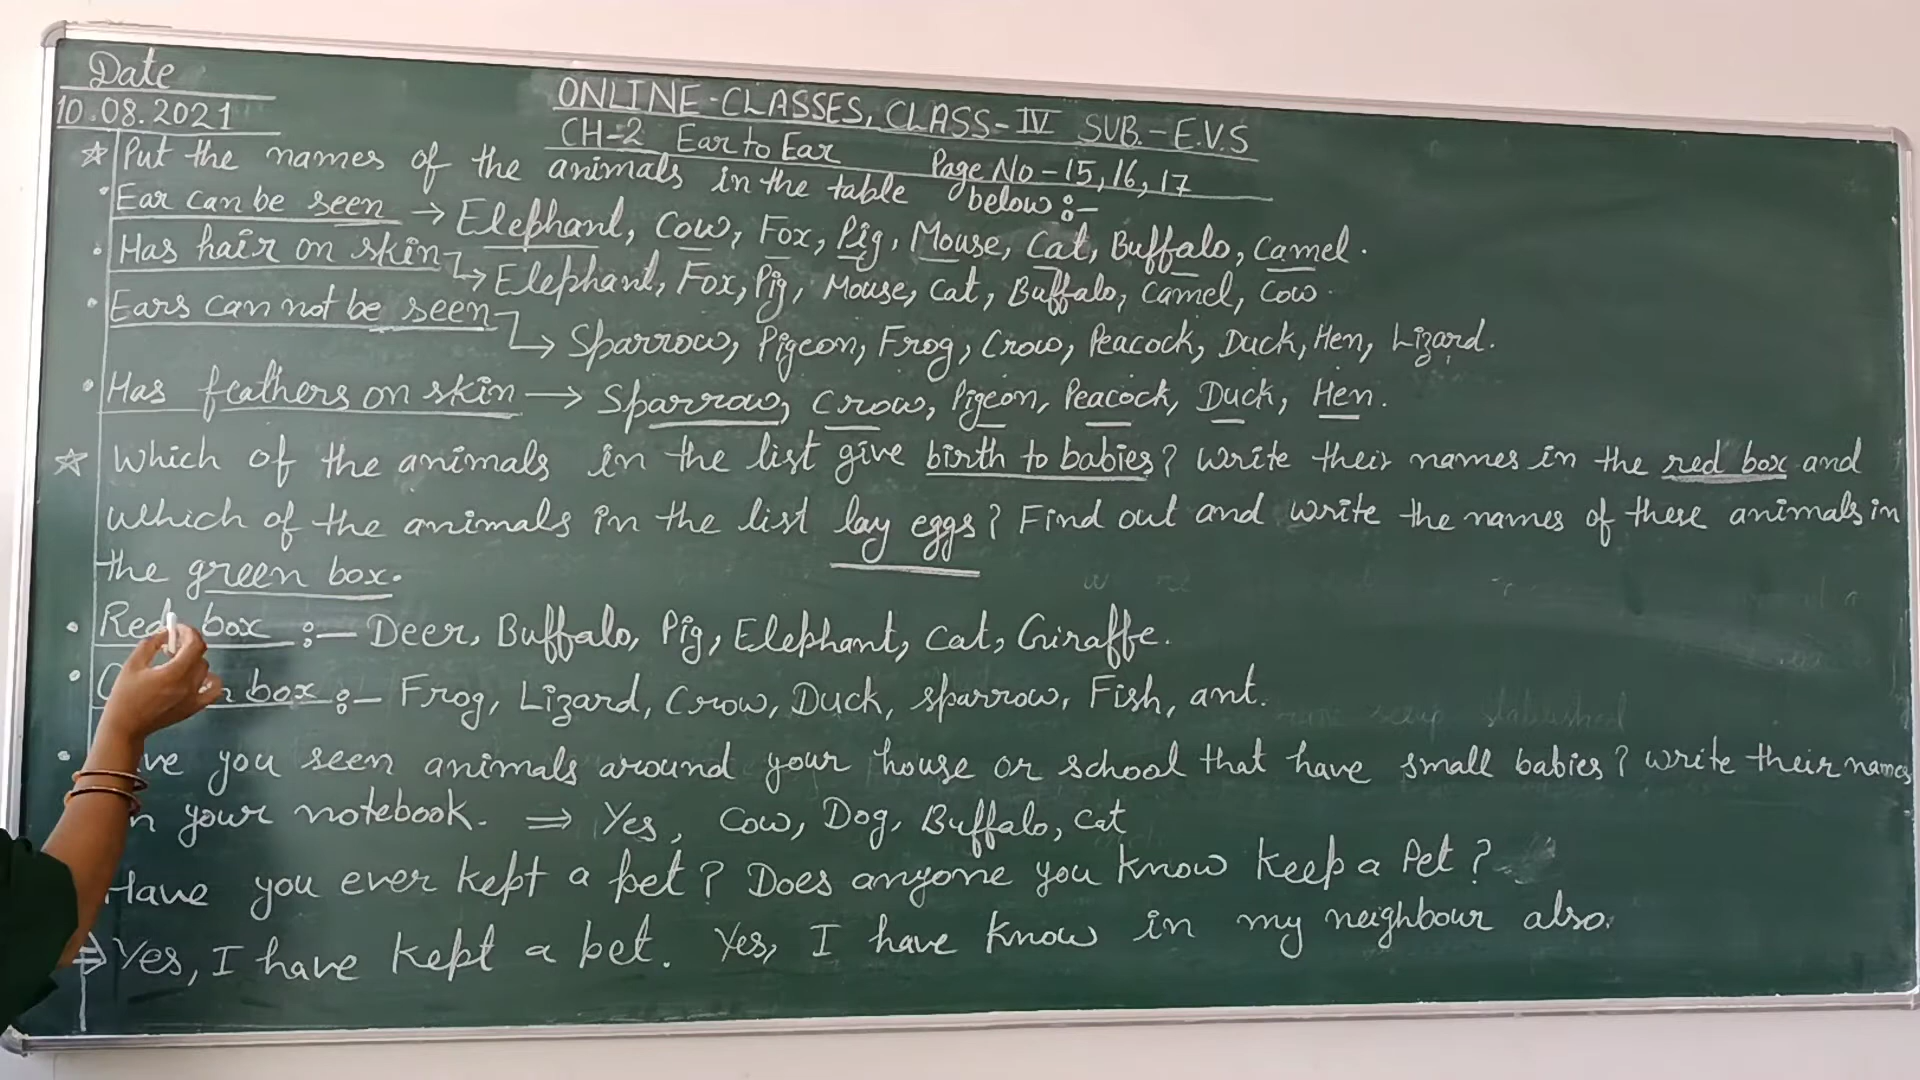 Date
10.08.2021
ONLINE-CLASSES, CLASS-IV SUB.-E.V.S
CH-2 Ear to Ear Page No-15,16,17
☆ Put the names of the animals in the table below:-
• Ear can be seen → Elephant, Cow, Fox, Pig, Mouse, Cat, Buffalo, Camel.
• Has hair on skin
↳ Elephant, Fox, Pig, Mouse, Cat, Buffalo, Camel, Cow.
• Ears can not be seen
↳ Sparrow, Pigeon, Frog, Crow, Peacock, Duck, Hen, Lizard.
• Has feathers on skin → Sparrow, Crow, Pigeon, Peacock, Duck, Hen.
☆ Which of the animals in the list give birth to babies? Write their names in the red box and
which of the animals in the list lay eggs? Find out and write the names of these animals in
the green box.
• Red box :- Deer, Buffalo, Pig, Elephant, Cat, Giraffe.
• box :- Frog, Lizard, Crow, Duck, sparrow, Fish, ant.
• you seen animals around your house or school that have small babies? Write their names
your notebook. ⇒ Yes, Cow, Dog, Buffalo, Cat
Have you ever kept a pet? Does anyone you know keep a Pet?
⇒ Yes, I have kept a pet. Yes, I have know in my neighbour also.